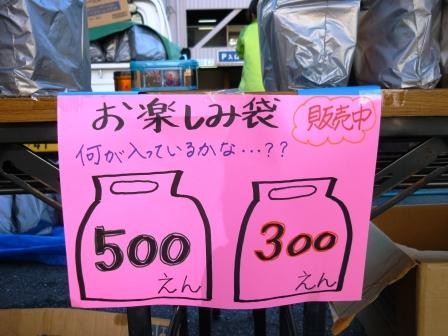 お楽しみ袋
販売中
何が入っているかな…??
500
えん
300
えん